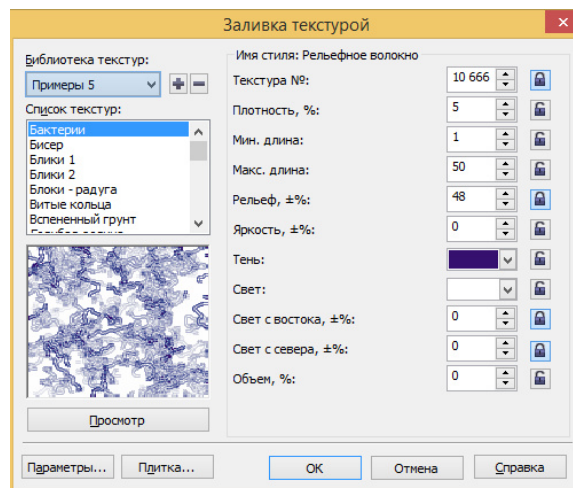 Заливка текстурой
Библиотека текстур:
Примеры 5
Список текстур:
Бактерии
Бисер
Блики 1
Блики 2
Блоки - радуга
Витые кольца
Вспененный грунт
Просмотр
Имя стиля: Рельефное волокно
Текстура №: 10 666
Плотность, %: 5
Мин. длина: 1
Макс. длина: 50
Рельеф, ±%: 48
Яркость, ±%: 0
Тень:
Свет:
Свет с востока, ±%: 0
Свет с севера, ±%: 0
Объем, %: 0
Параметры... Плитка... ОК Отмена Справка